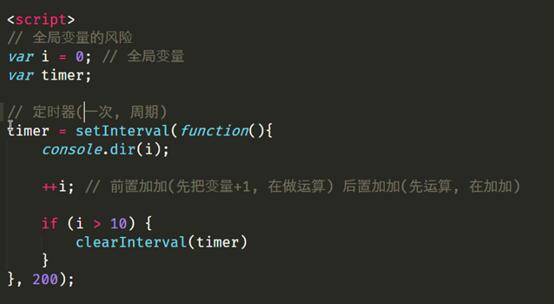 <script>
// 全局变量的风险
var i = 0; // 全局变量
var timer;
// 定时器(一次, 周期)
timer = setInterval(function(){
console.dir(i);
++i; // 前置加加(先把变量+1, 在做运算) 后置加加(先运算, 在加加)
if (i > 10) {
clearInterval(timer)
}
}, 200);